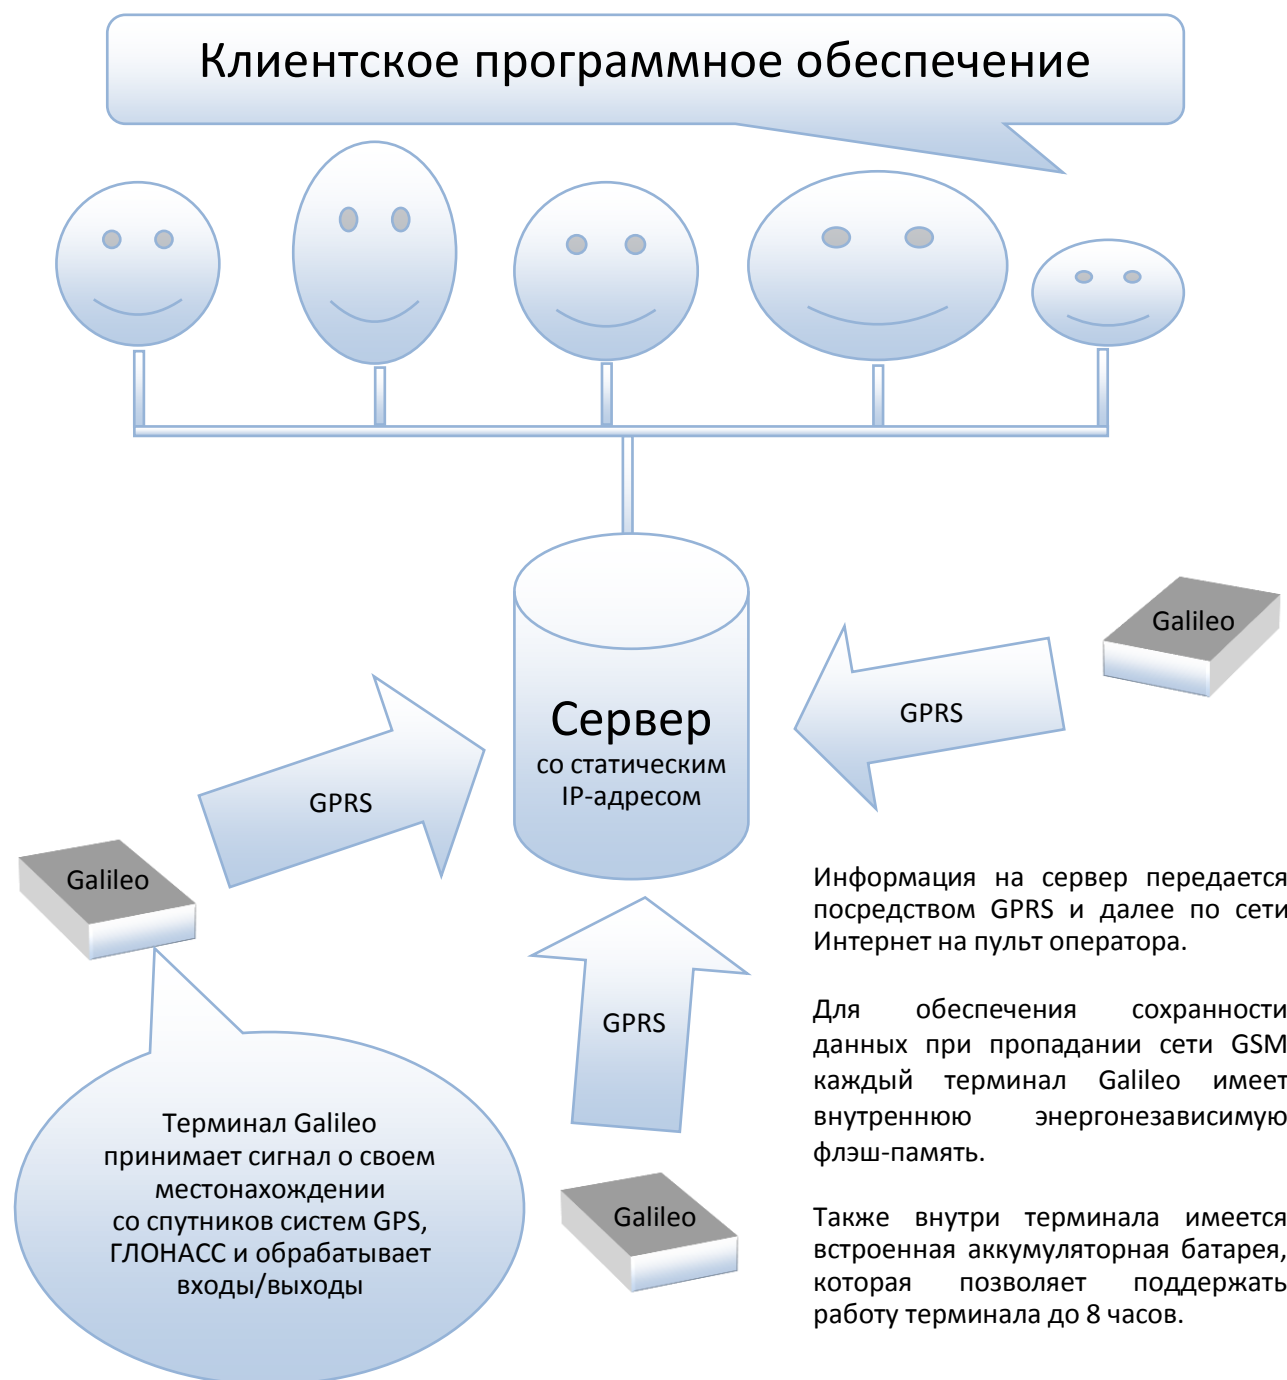 Клиентское программное обеспечение
Galileo
GPRS
Сервер
со статическим
IP-адресом
GPRS
Galileo
Информация на сервер передается
посредством GPRS и далее по сети
Интернет на пульт оператора.
GPRS
Для обеспечения сохранности
данных при пропадании сети GSM
каждый терминал Galileo имеет
внутреннюю энергонезависимую
флэш-память.
Терминал Galileo
принимает сигнал о своем
местонахождении
со спутников систем GPS,
ГЛОНАСС и обрабатывает
входы/выходы
Galileo
Также внутри терминала имеется
встроенная аккумуляторная батарея,
которая позволяет поддержать
работу терминала до 8 часов.